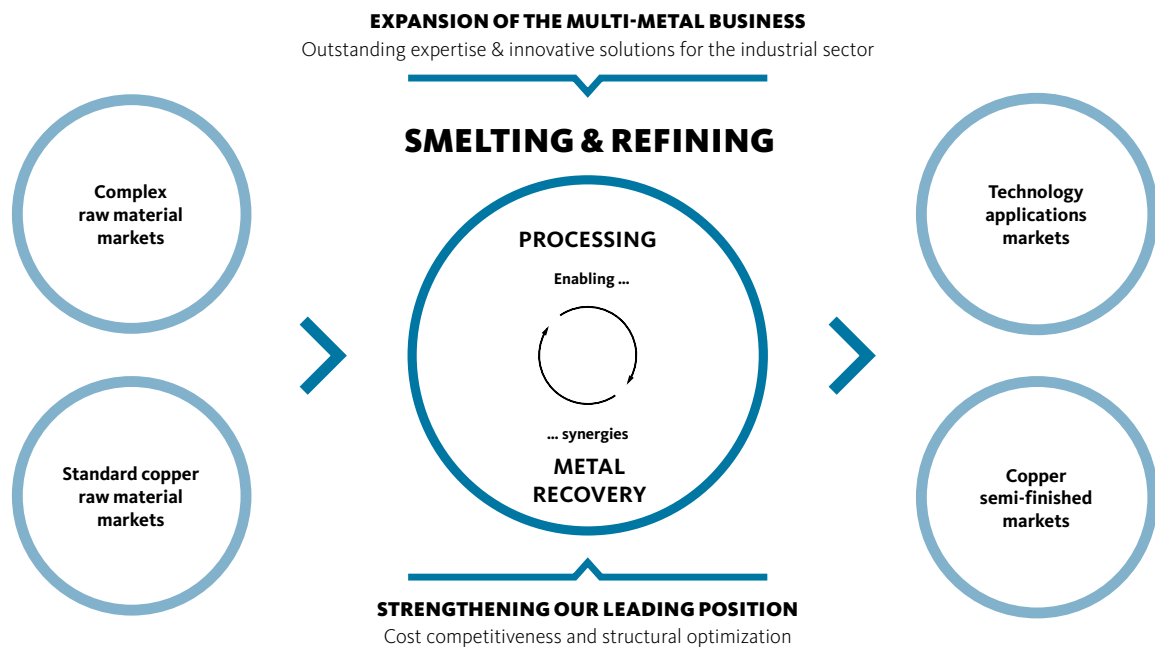 EXPANSION OF THE MULTI-METAL BUSINESS
Outstanding expertise & innovative solutions for the industrial sector
SMELTING & REFINING
Complex
raw material
markets
Standard copper
raw material
markets
PROCESSING
Enabling ...
... synergies
METAL
RECOVERY
Technology
applications
markets
Copper
semi-finished
markets
STRENGTHENING OUR LEADING POSITION
Cost competitiveness and structural optimization